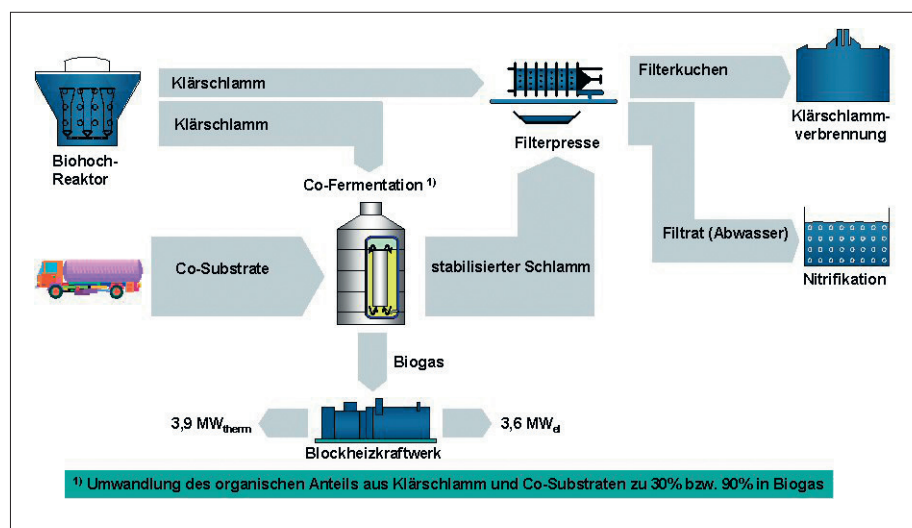 Klärschlamm
Klärschlamm
Biohoch-
Reaktor
Filterpresse
Filterkuchen
Klärschlamm-
verbrennung
Co-Fermentation ¹⁾
Co-Substrate
stabilisierter Schlamm
Filtrat (Abwasser)
Nitrifikation
Biogas
3,9 MWtherm
3,6 MWel
Blockheizkraftwerk
¹⁾ Umwandlung des organischen Anteils aus Klärschlamm und Co-Substraten zu 30% bzw. 90% in Biogas